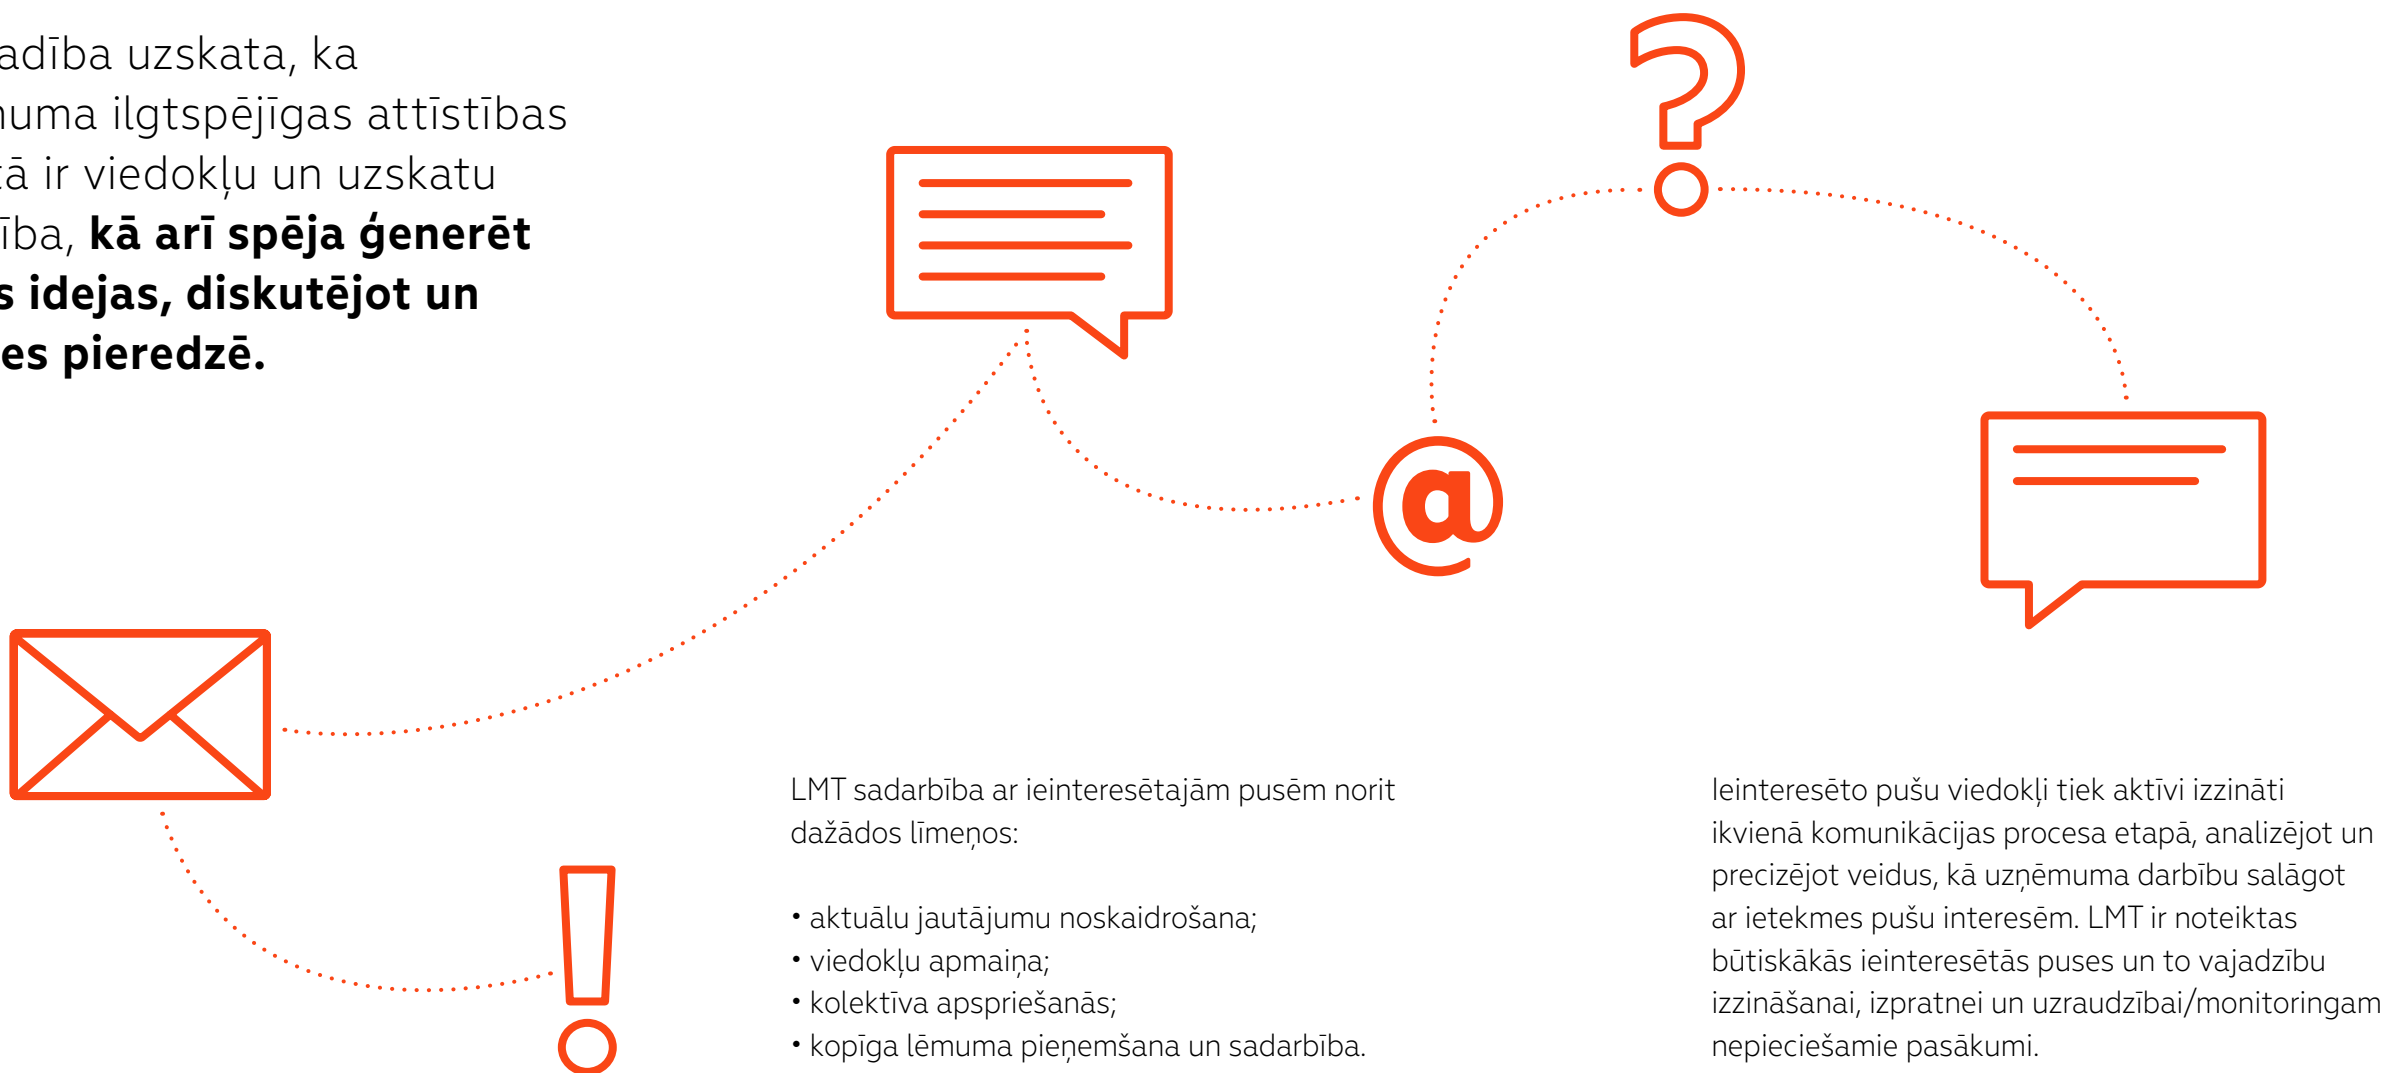 adība uzskata, ka
numa ilgtspējīgas attīstības
tā ir viedokļu un uzskatu
ība, kā arī spēja ģenerēt
s idejas, diskutējot un
es pieredzē.
?
@
!
LMT sadarbība ar ieinteresētajām pusēm norit
dažādos līmeņos:
• aktuālu jautājumu noskaidrošana;
• viedokļu apmaiņa;
• kolektīva apspriešanās;
• kopīga lēmuma pieņemšana un sadarbība.
Ieinteresēto pušu viedokļi tiek aktīvi izzināti
ikvienā komunikācijas procesa etapā, analizējot un
precizējot veidus, kā uzņēmuma darbību salāgot
ar ietekmes pušu interesēm. LMT ir noteiktas
būtiskākās ieinteresētās puses un to vajadzību
izzināšanai, izpratnei un uzraudzībai/monitoringam
nepieciešamie pasākumi.